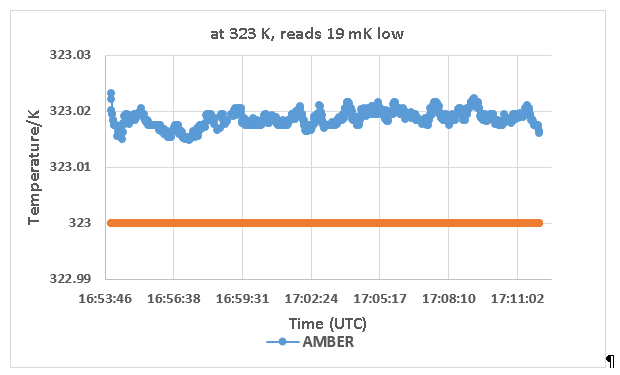 at 323 K, reads 19 mK low
323.03
323.02
323.01
323
322.99
Temperature/K
16:53:46 16:56:38 16:59:31 17:02:24 17:05:17 17:08:10 17:11:02
Time (UTC)
AMBER
¶